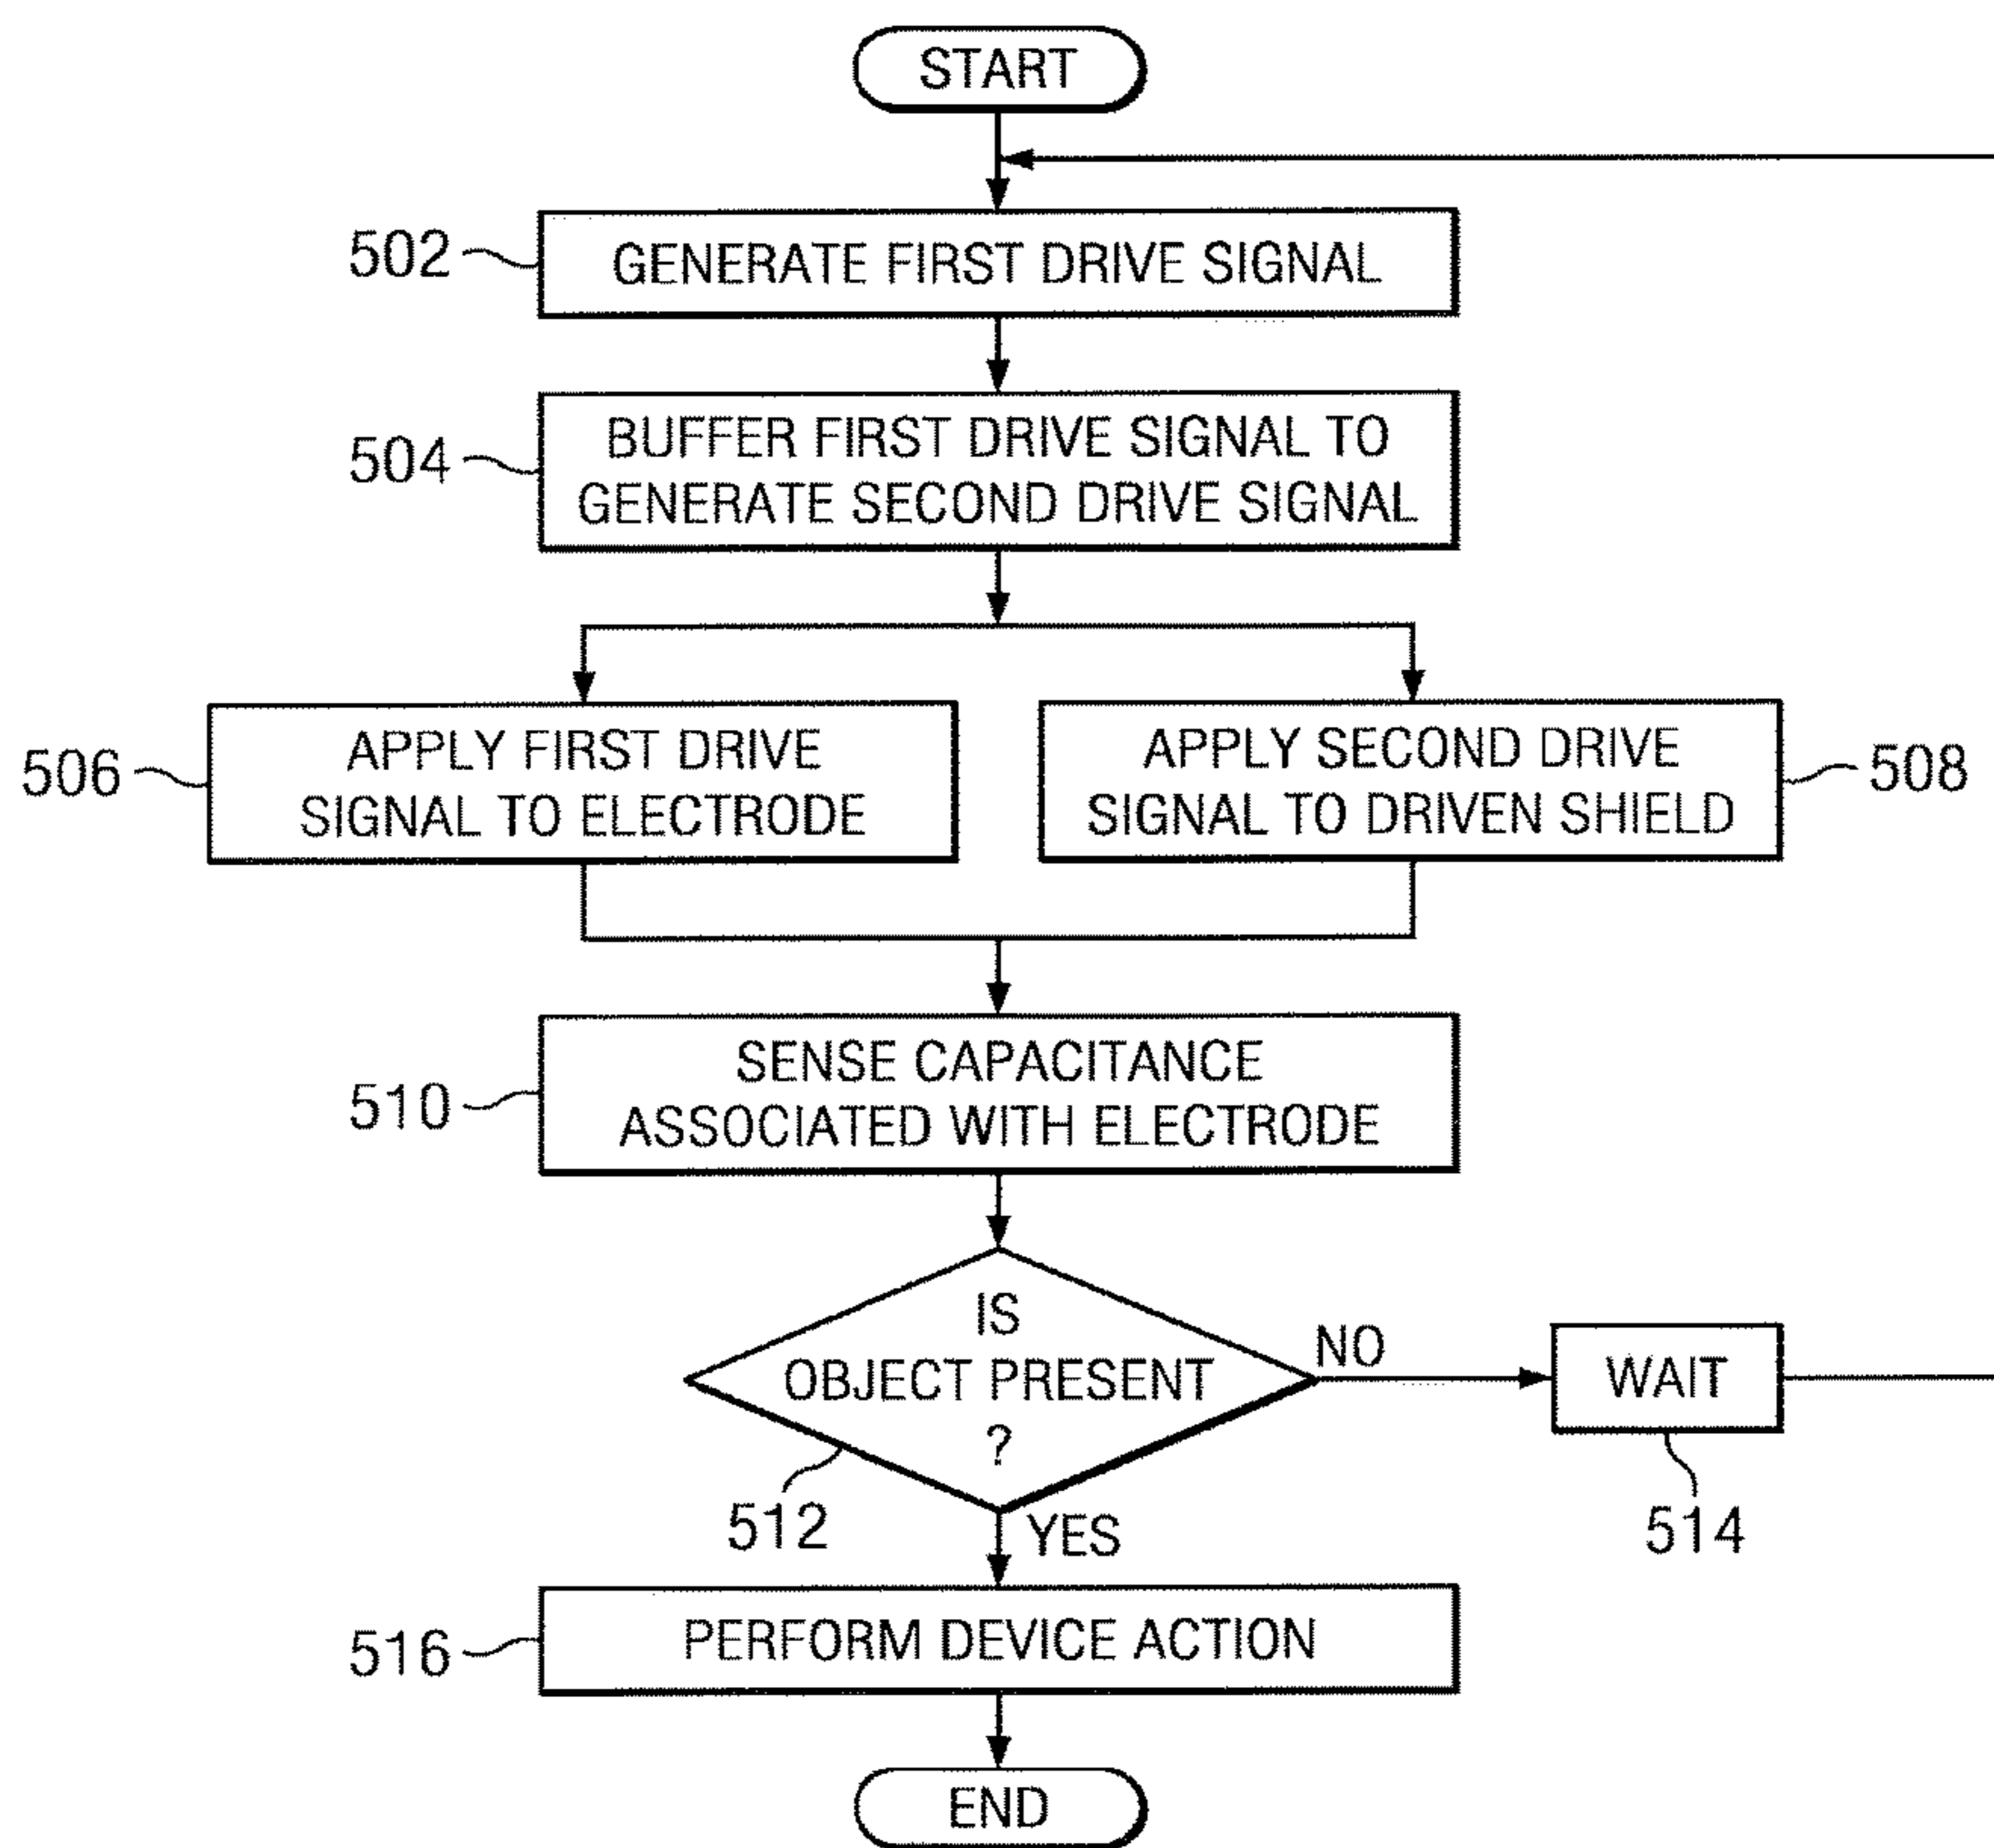 START
502
GENERATE FIRST DRIVE SIGNAL
504
BUFFER FIRST DRIVE SIGNAL TO
GENERATE SECOND DRIVE SIGNAL
506
APPLY FIRST DRIVE
SIGNAL TO ELECTRODE
APPLY SECOND DRIVE
SIGNAL TO DRIVEN SHIELD
508
510
SENSE CAPACITANCE
ASSOCIATED WITH ELECTRODE
IS
OBJECT PRESENT
?
512
NO
WAIT
514
YES
516
PERFORM DEVICE ACTION
END